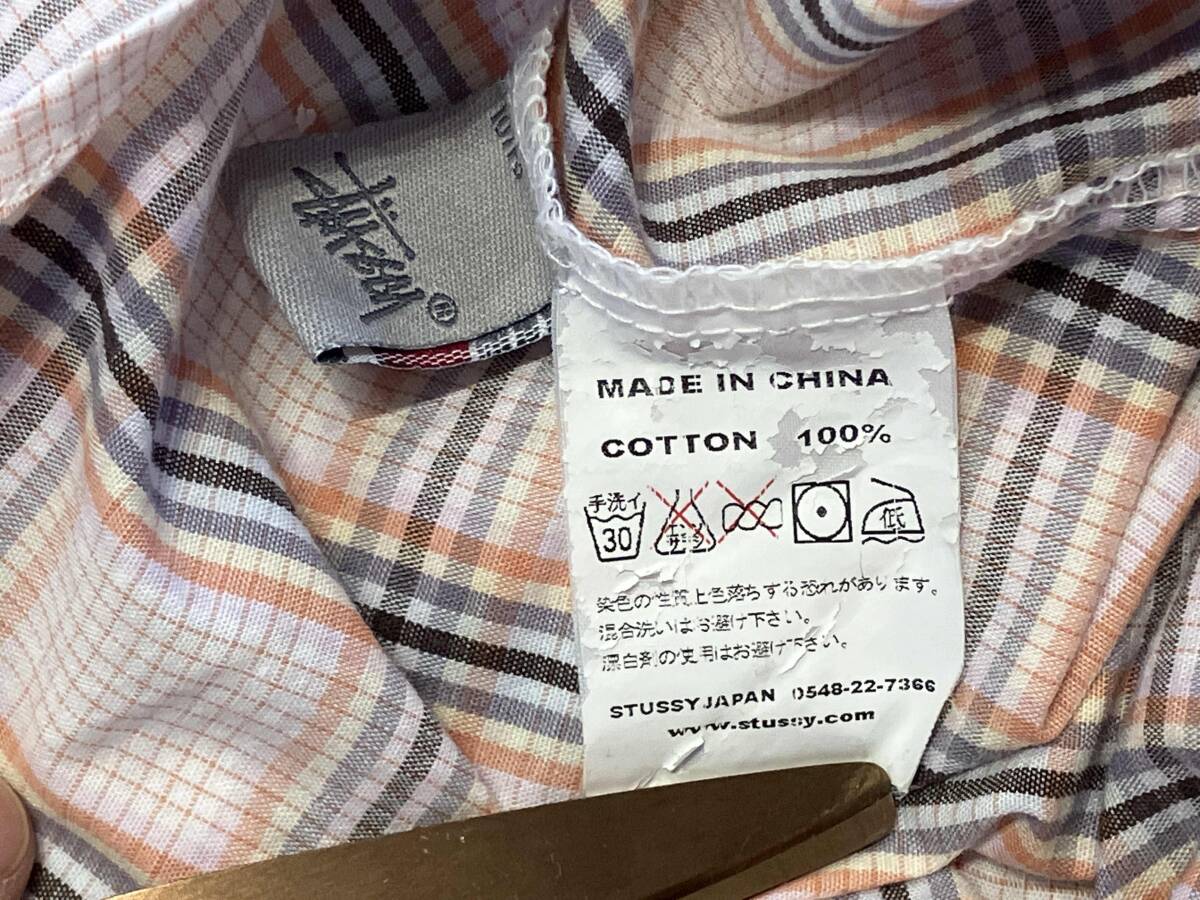 Stüssy ®
MADE IN CHINA
COTTON 100%
手洗イ
30
低
染色の性質上色落ちする恐れがあります。
混合洗いはお避け下さい。
漂白剤の使用はお避け下さい。
STUSSY JAPAN 0548-22-7366
www.stussy.com